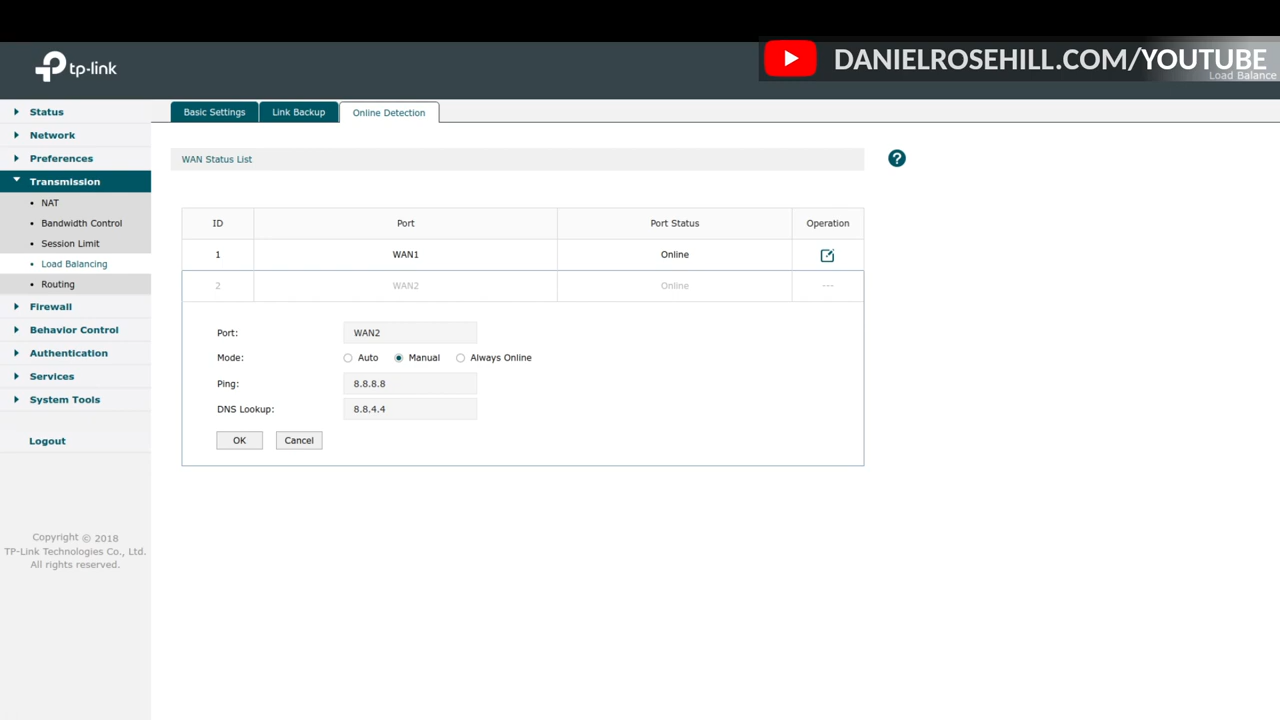 DANIELROSEHILL.COM/YOUTUBE
tp-link
Load Balance
Status
Network
Preferences
Transmission
NAT
Bandwidth Control
Session Limit
Load Balancing
Routing
Firewall
Behavior Control
Authentication
Services
System Tools
Logout
Copyright © 2018
TP-Link Technologies Co., Ltd.
All rights reserved.
Basic Settings Link Backup Online Detection
WAN Status List ?
ID Port Port Status Operation
1 WAN1 Online
2 WAN2 Online ---
Port: WAN2
Mode: Auto Manual Always Online
Ping: 8.8.8.8
DNS Lookup: 8.8.4.4
OK Cancel